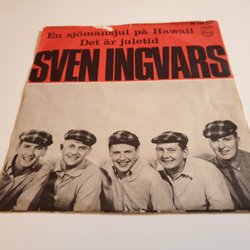 En sjömansjul på Hawaii
Det är juletid
SVEN INGVARS